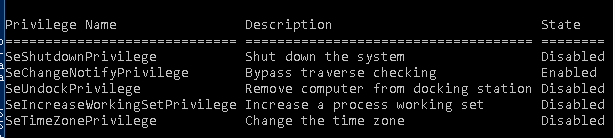 Privilege Name Description State
============================= ==================================== ========
SeShutdownPrivilege Shut down the system Disabled
SeChangeNotifyPrivilege Bypass traverse checking Enabled
SeUndockPrivilege Remove computer from docking station Disabled
SeIncreaseWorkingSetPrivilege Increase a process working set Disabled
SeTimeZonePrivilege Change the time zone Disabled